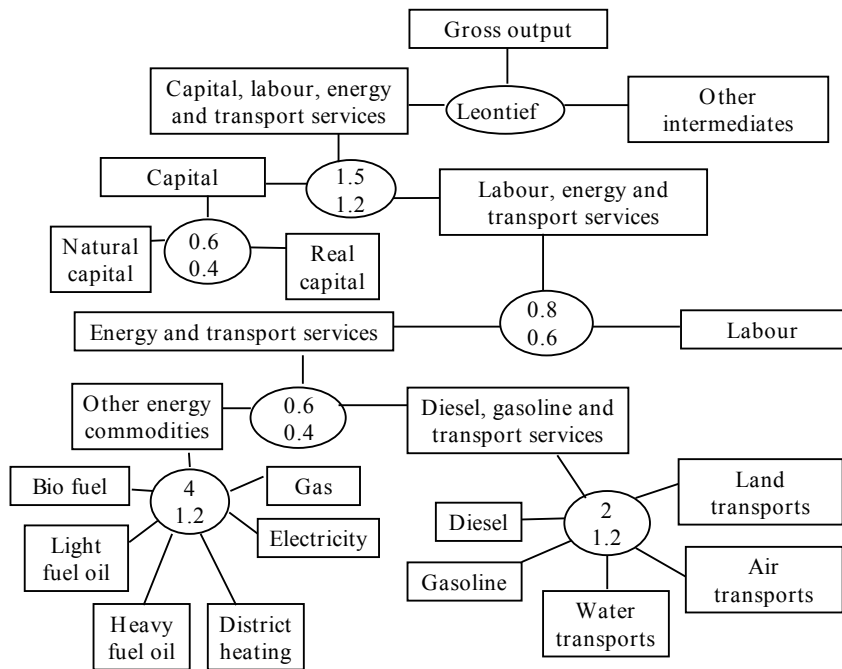 Gross output
Capital, labour, energy
and transport services
Leontief
Other
intermediates
Capital
1.5
1.2
Labour, energy and
transport services
Natural
capital
0.6
0.4
Real
capital
Energy and transport services
0.8
0.6
Labour
Other energy
commodities
0.6
0.4
Diesel, gasoline and
transport services
Bio fuel
4
1.2
Gas
Light
fuel oil
Electricity
Heavy
fuel oil
District
heating
Diesel
2
1.2
Land
transports
Gasoline
Water
transports
Air
transports